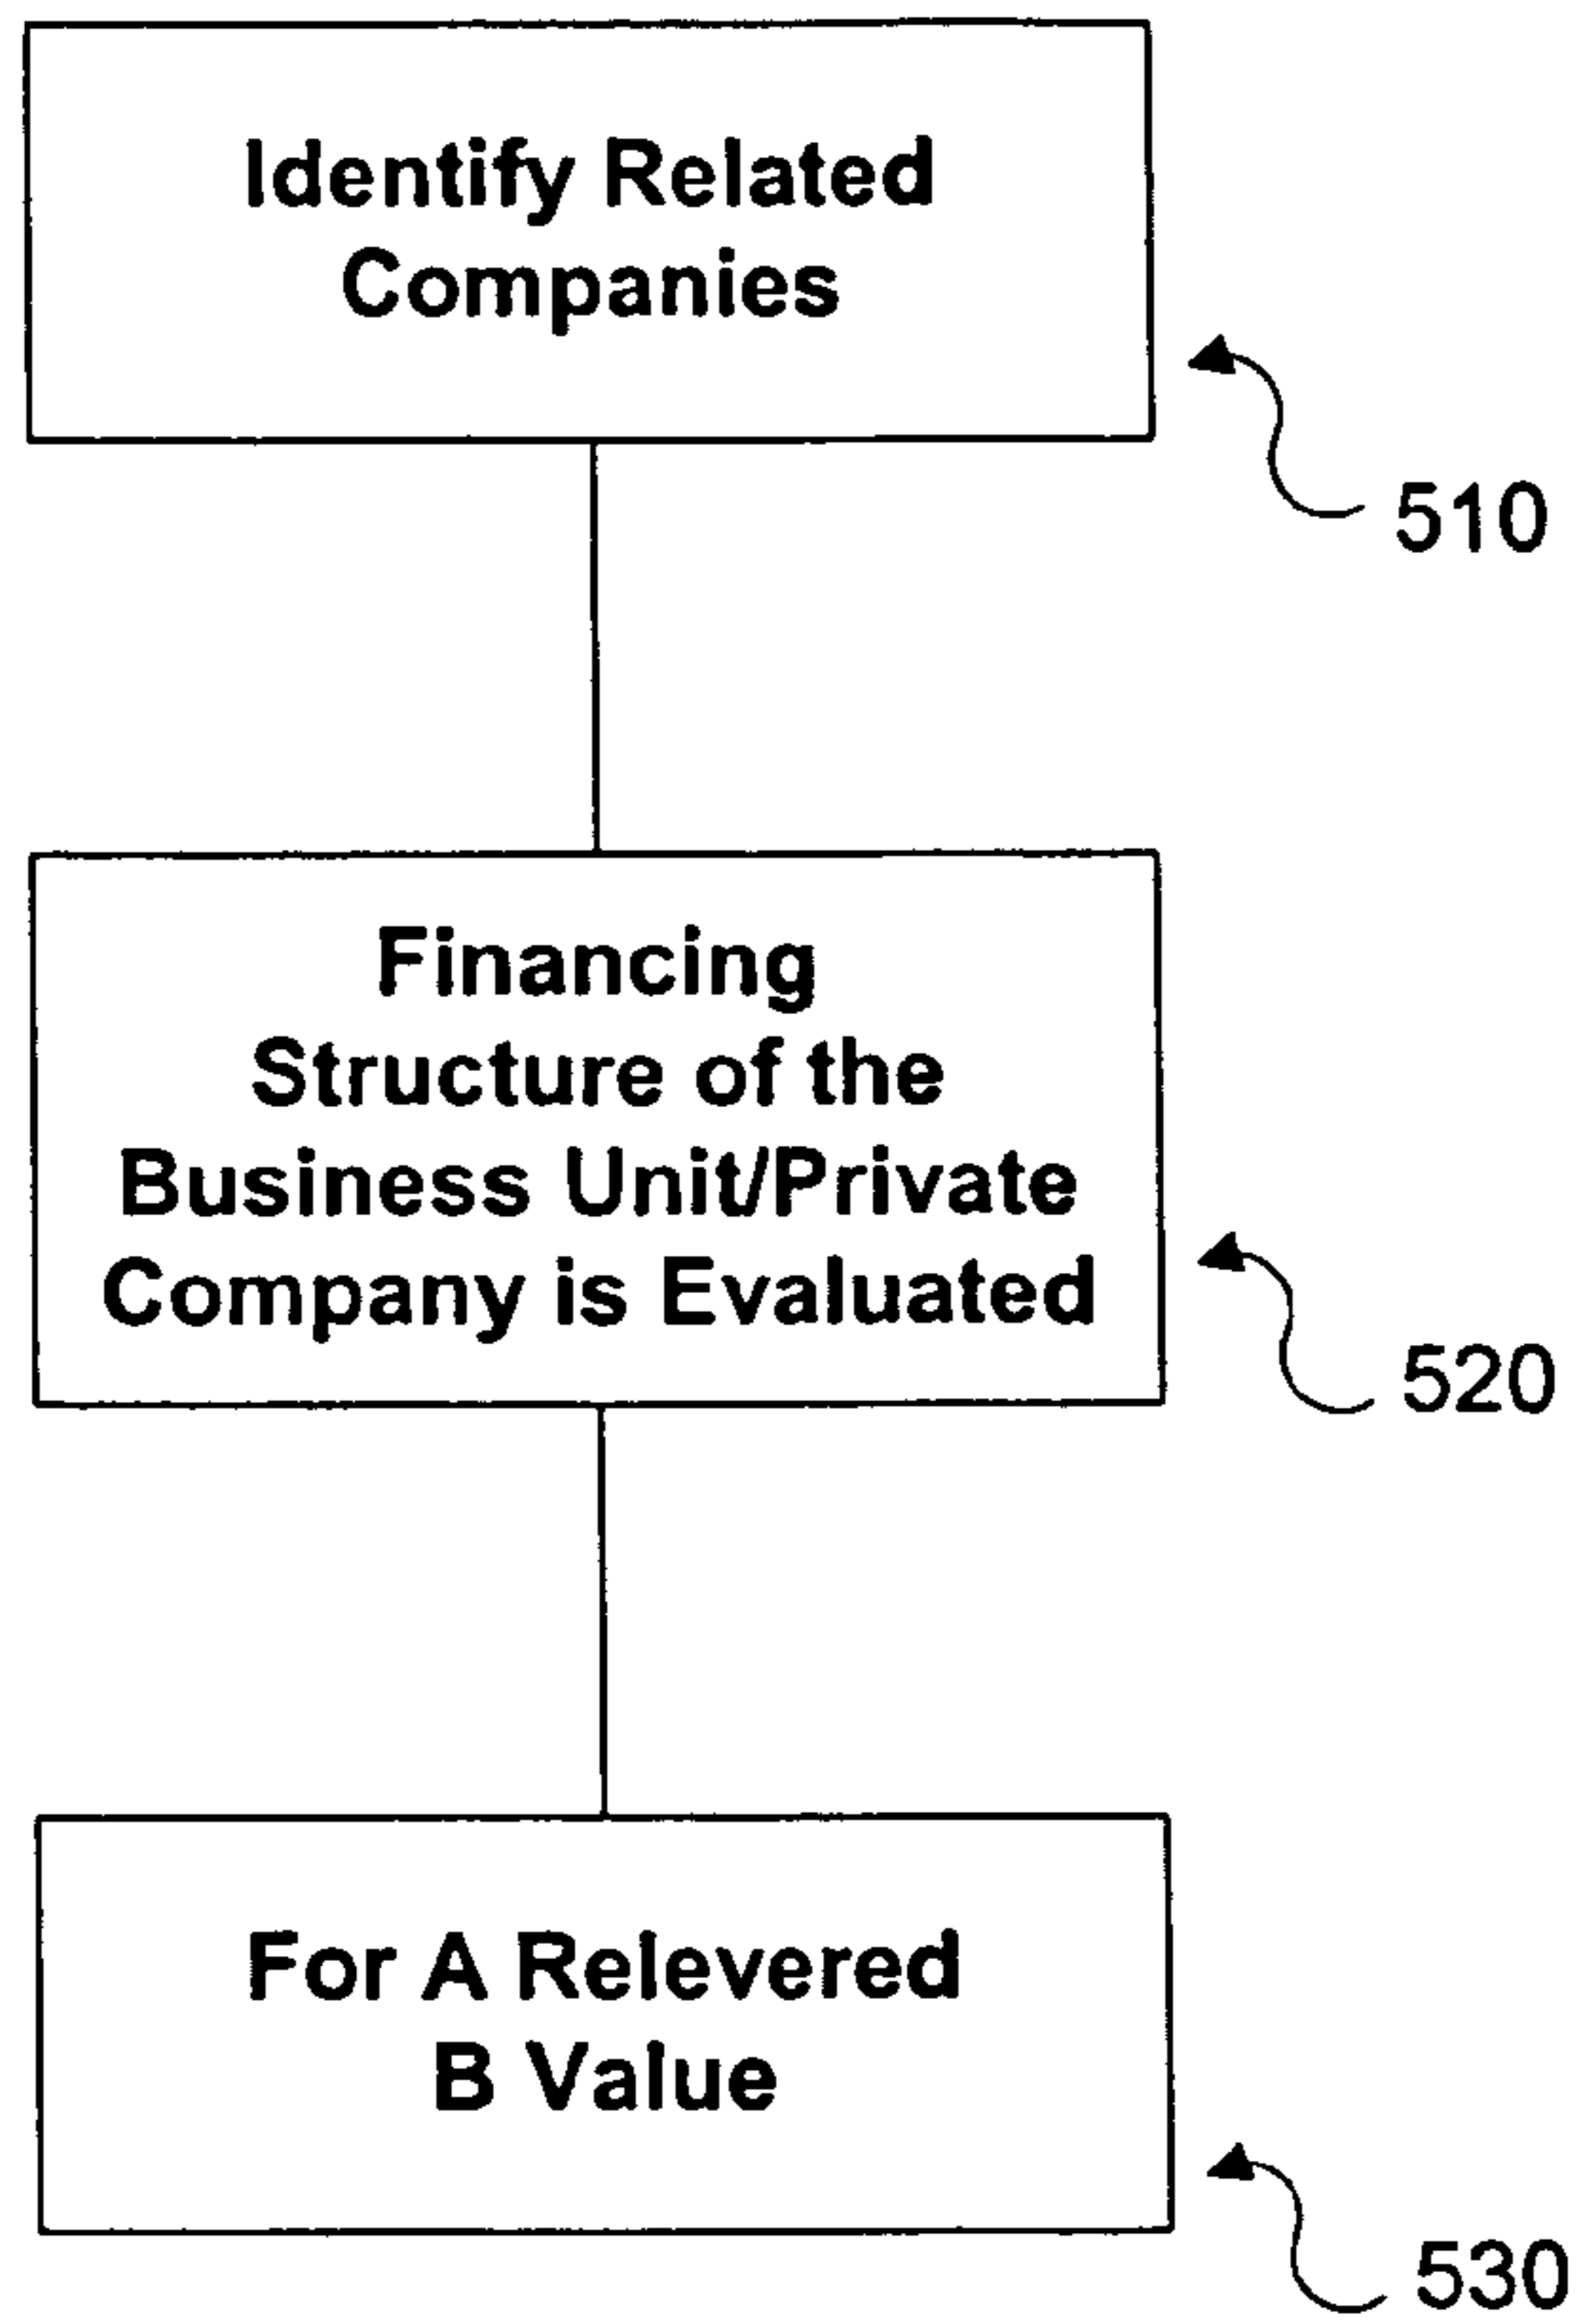 Identify Related
Companies
510
Financing
Structure of the
Business Unit/Private
Company is Evaluated
520
For A Relevered
B Value
530